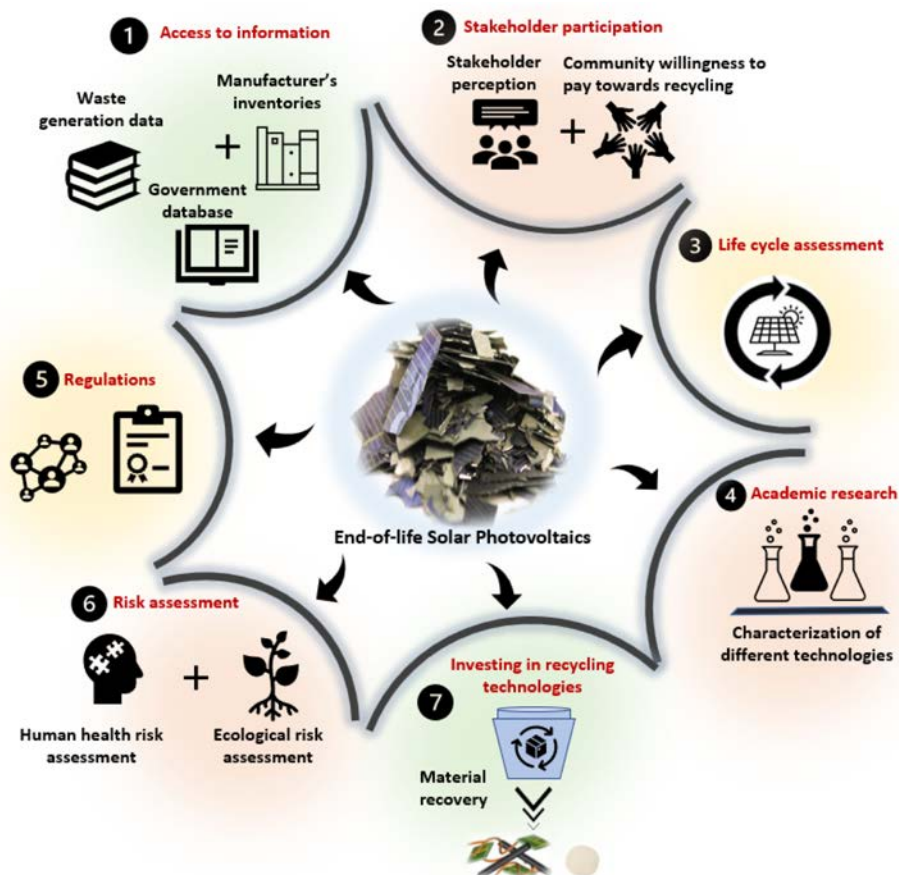 1 Access to information
Waste
generation data
+
Manufacturer's
inventories
Government
database
2 Stakeholder participation
Stakeholder
perception
+
Community willingness to
pay towards recycling
3 Life cycle assessment
4 Academic research
Characterization of
different technologies
5 Regulations
End-of-life Solar Photovoltaics
6 Risk assessment
+
Human health risk
assessment
Ecological risk
assessment
7 Investing in recycling
technologies
Material
recovery